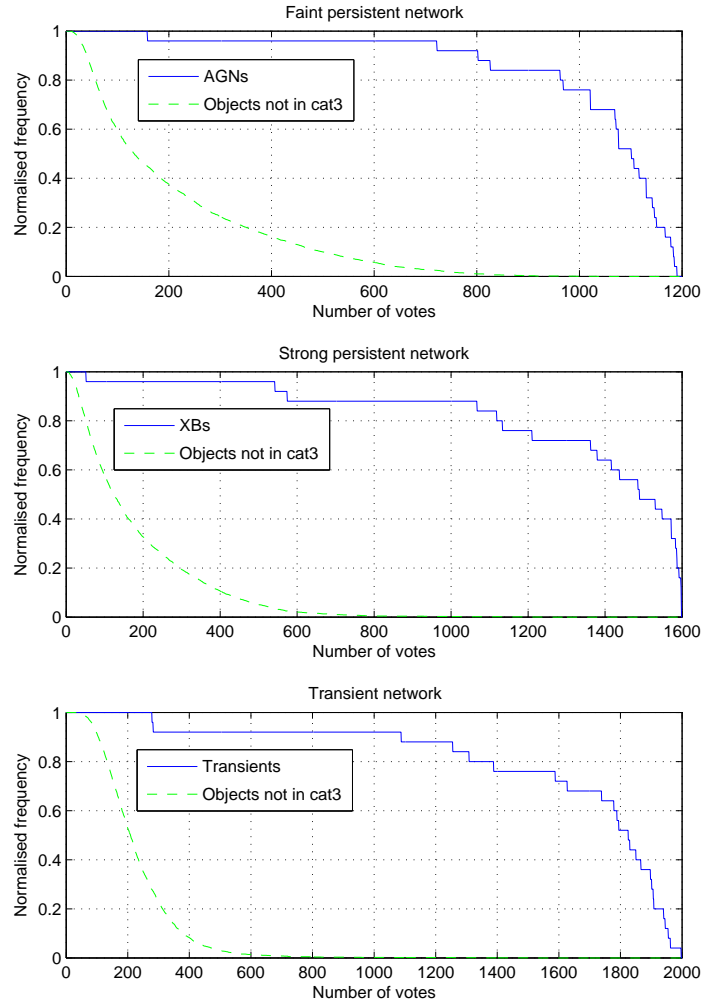 Faint persistent network
1
0.8
0.6
0.4
0.2
0
Normalised frequency
AGNs
Objects not in cat3
0 200 400 600 800 1000 1200
Number of votes
Strong persistent network
1
0.8
0.6
0.4
0.2
0
Normalised frequency
XBs
Objects not in cat3
0 200 400 600 800 1000 1200 1400 1600
Number of votes
Transient network
1
0.8
0.6
0.4
0.2
0
Normalised frequency
Transients
Objects not in cat3
0 200 400 600 800 1000 1200 1400 1600 1800 2000
Number of votes